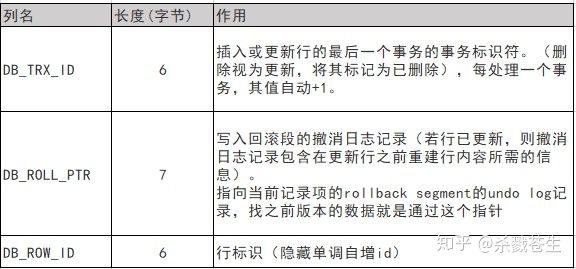 列名 长度(字节) 作用
DB_TRX_ID 6 插入或更新行的最后一个事务的事务标识符。（删
除视为更新，将其标记为已删除），每处理一个事
务，其值自动+1。
DB_ROLL_PTR 7 写入回滚段的撤消日志记录（若行已更新，则撤消
日志记录包含在更新行之前重建行内容所需的信
息）。
指向当前记录项的rollback segment的undo log记
录，找之前版本的数据就是通过这个指针
DB_ROW_ID 6 行标识（隐藏单调自增id）
知乎 @杀戮苍生